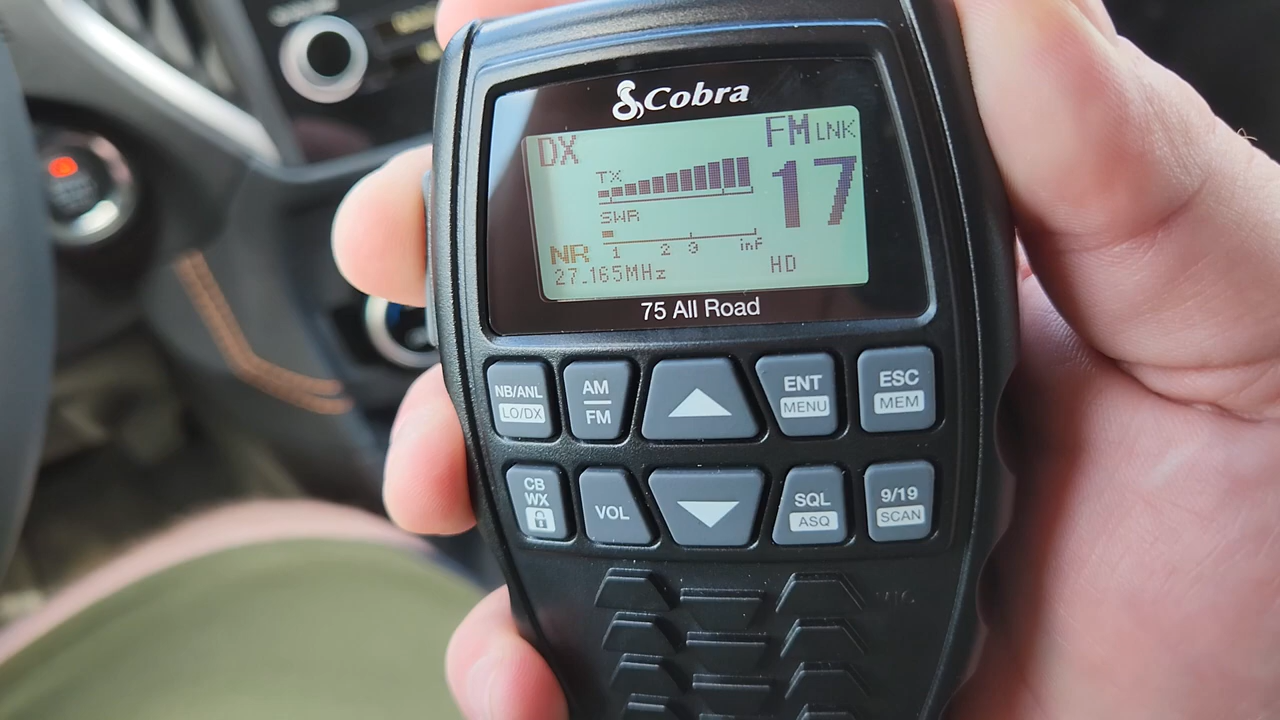 Cobra
DX
FM LNK
TX
17
SWR
1 2 3 inf
NR
27.165MHz
HD
75 All Road
NB/ANL
LO/DX
AM
FM
ENT
MENU
ESC
MEM
CB
WX
VOL
SQL
ASQ
9/19
SCAN
MIC